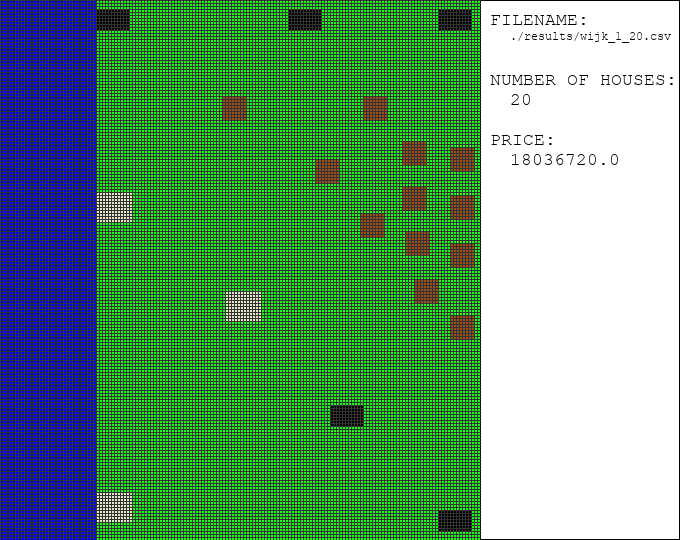 FILENAME:
./results/wijk_1_20.csv
NUMBER OF HOUSES:
20
PRICE:
18036720.0